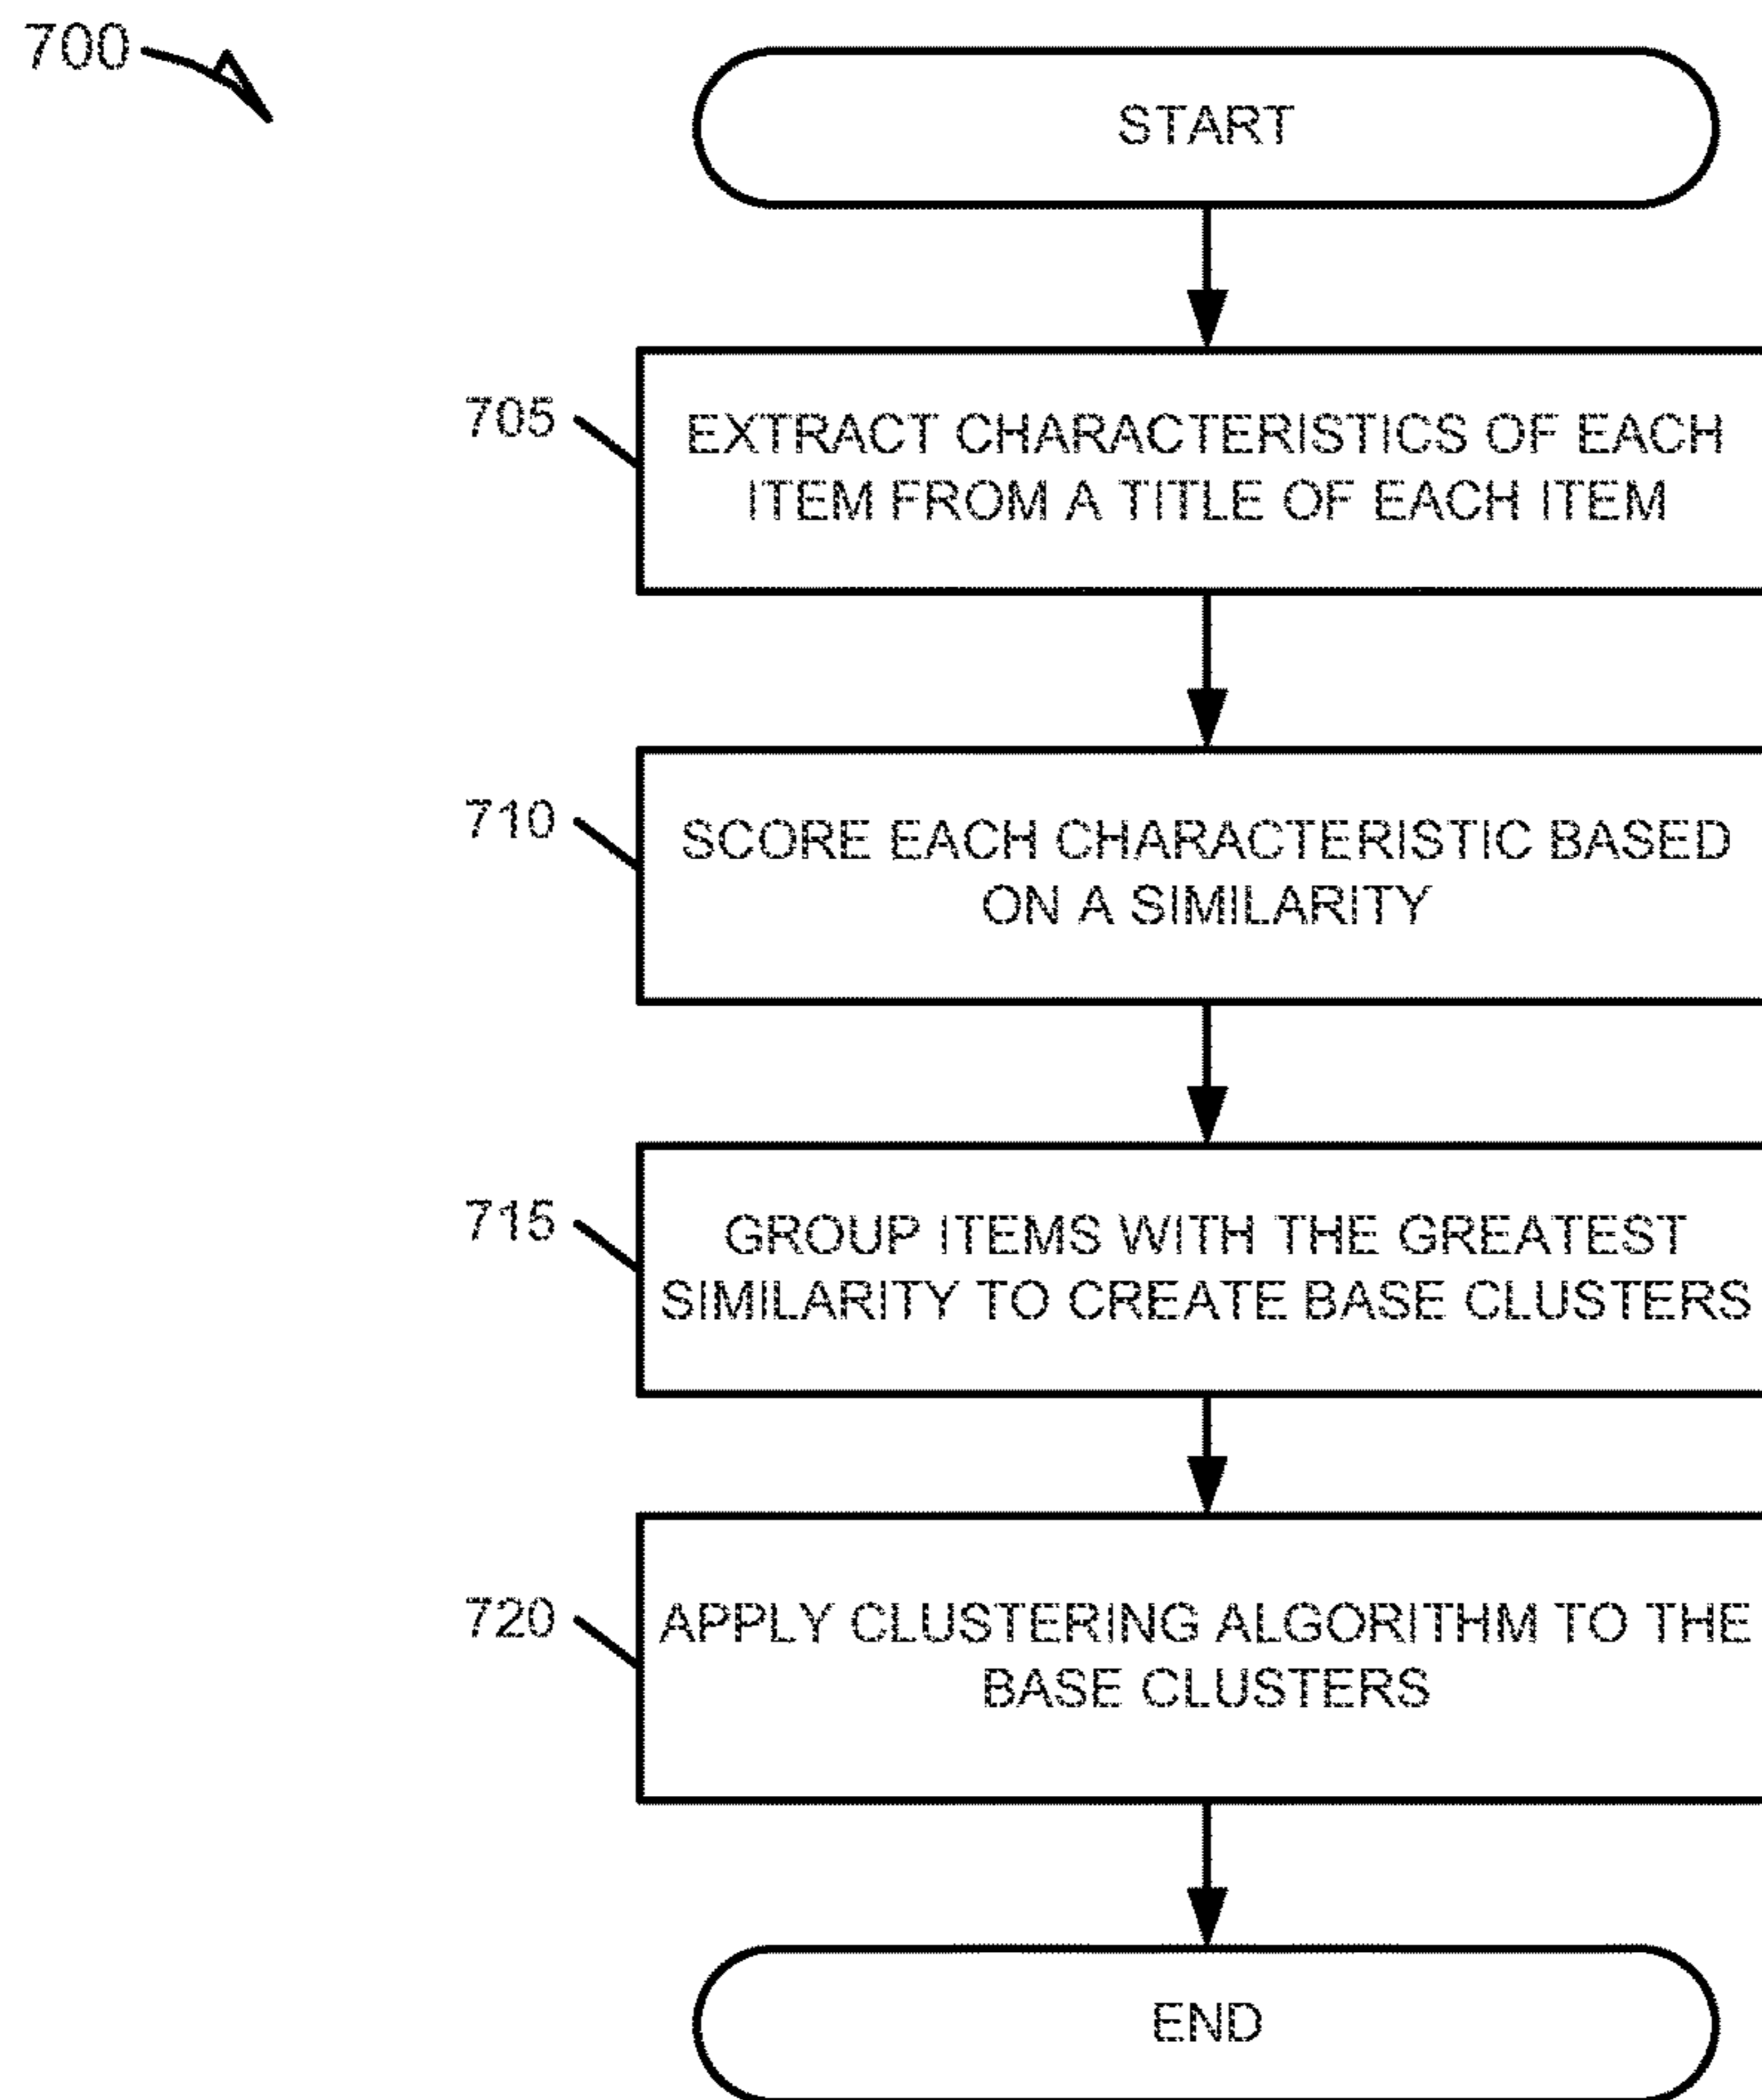 700
START
705
EXTRACT CHARACTERISTICS OF EACH
ITEM FROM A TITLE OF EACH ITEM
710
SCORE EACH CHARACTERISTIC BASED
ON A SIMILARITY
715
GROUP ITEMS WITH THE GREATEST
SIMILARITY TO CREATE BASE CLUSTERS
720
APPLY CLUSTERING ALGORITHM TO THE
BASE CLUSTERS
END